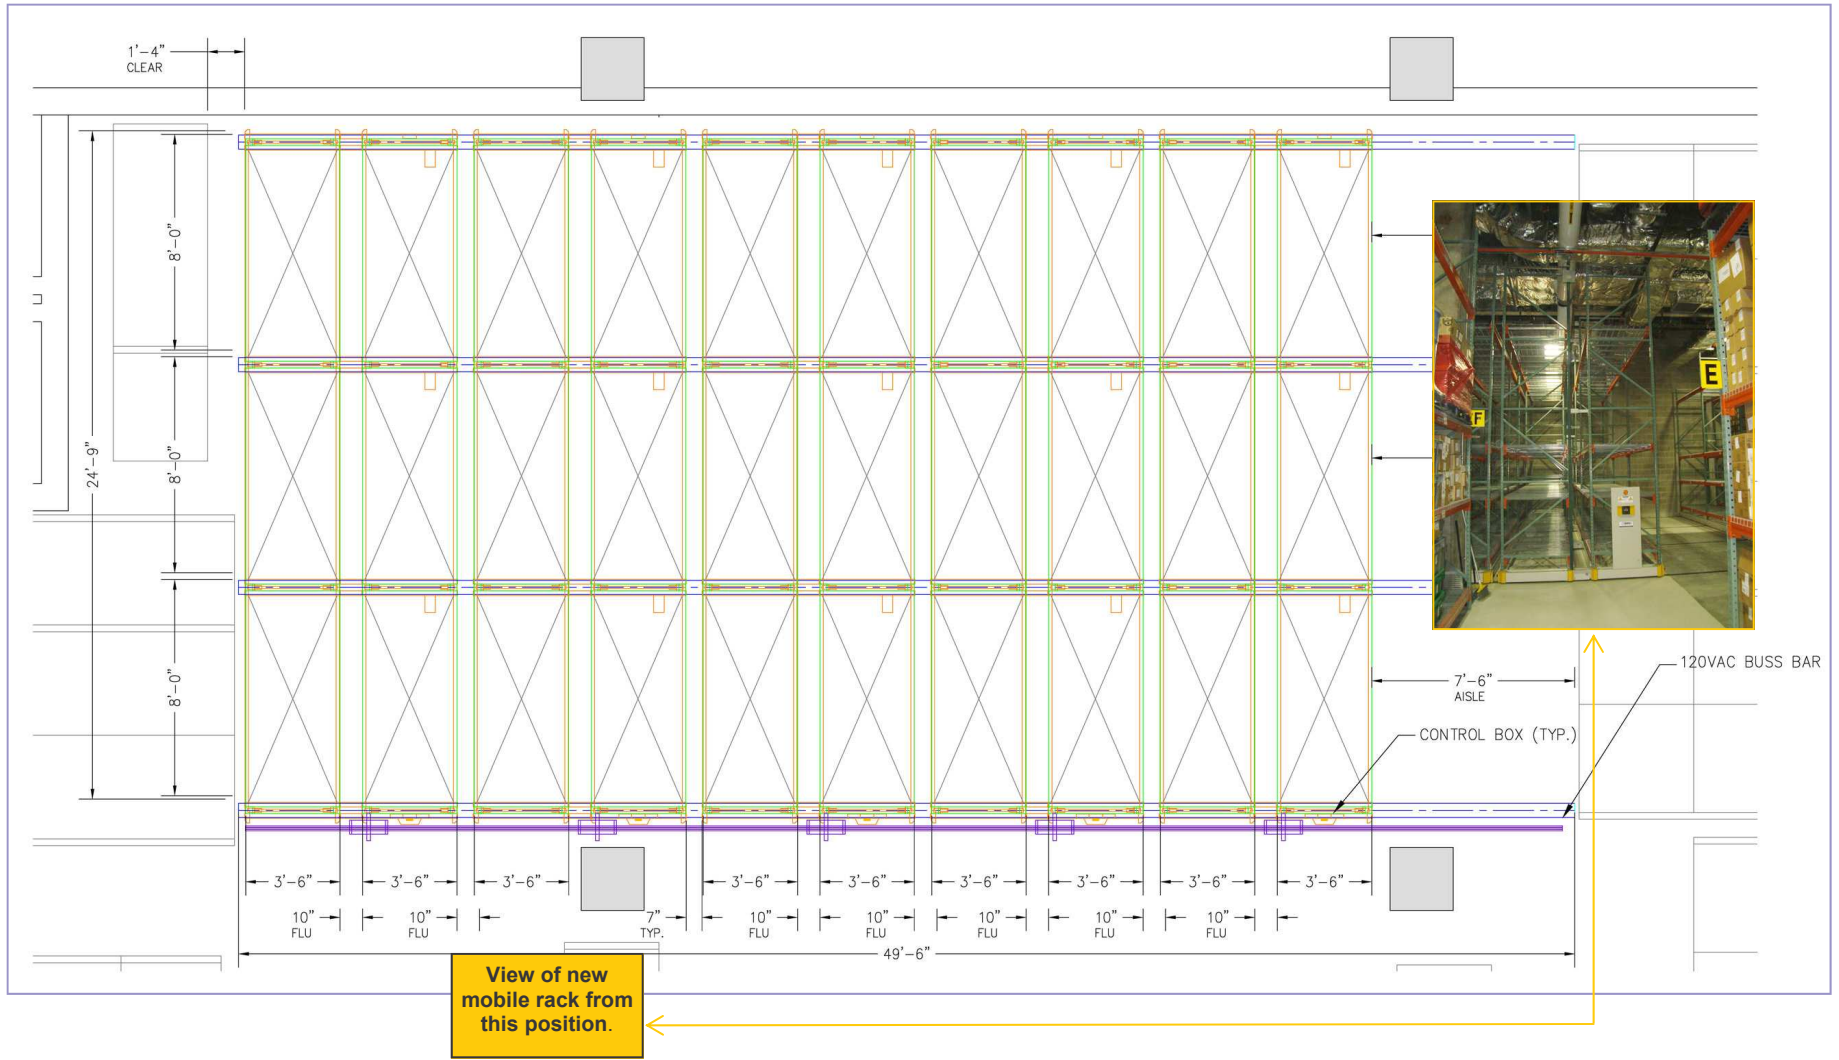 1'-4"
CLEAR
8'-0"
24'-9"
8'-0"
8'-0"
E
F
120VAC BUSS BAR
7'-6"
AISLE
CONTROL BOX (TYP.)
3'-6"
3'-6"
3'-6"
3'-6"
3'-6"
3'-6"
3'-6"
3'-6"
3'-6"
10"
FLU
10"
FLU
7"
TYP.
10"
FLU
10"
FLU
10"
FLU
10"
FLU
10"
FLU
49'-6"
View of new
mobile rack from
this position.